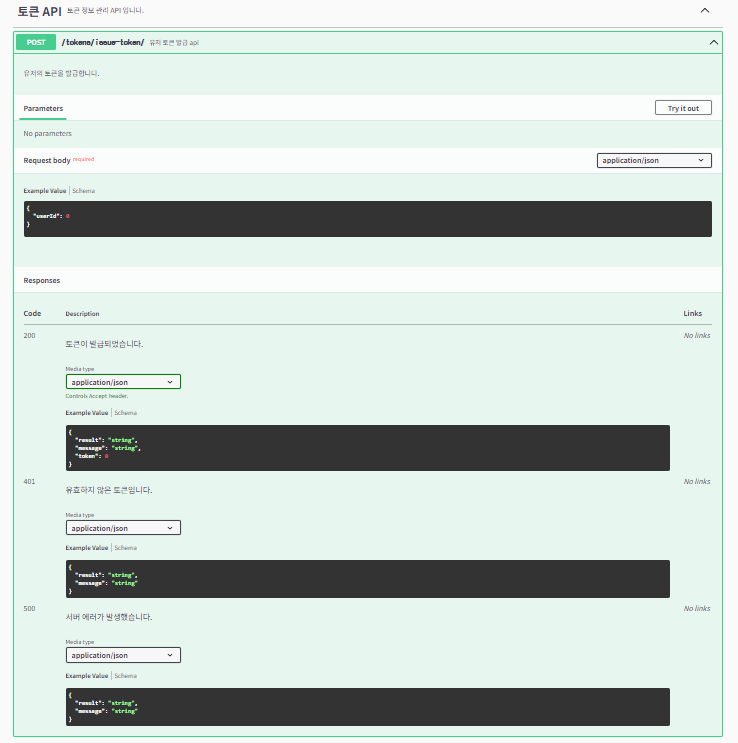 토큰 API 토큰 정보 관리 API 입니다.
POST /tokens/issue-token/ 유저 토큰 발급 api
유저의 토큰을 발급합니다.
Parameters Try it out
No parameters
Request body required application/json
Example Value Schema
{
"userId": 0
}
Responses
Code Description Links
200 No links
토큰이 발급되었습니다.
Media type
application/json
Controls Accept header.
Example Value Schema
{
"result": "string",
"message": "string",
"token": 0
}
401 유효하지 않은 토큰입니다. No links
Media type
application/json
Example Value Schema
{
"result": "string",
"message": "string"
}
500 No links
서버 에러가 발생했습니다.
Media type
application/json
Example Value Schema
{
"result": "string",
"message": "string"
}